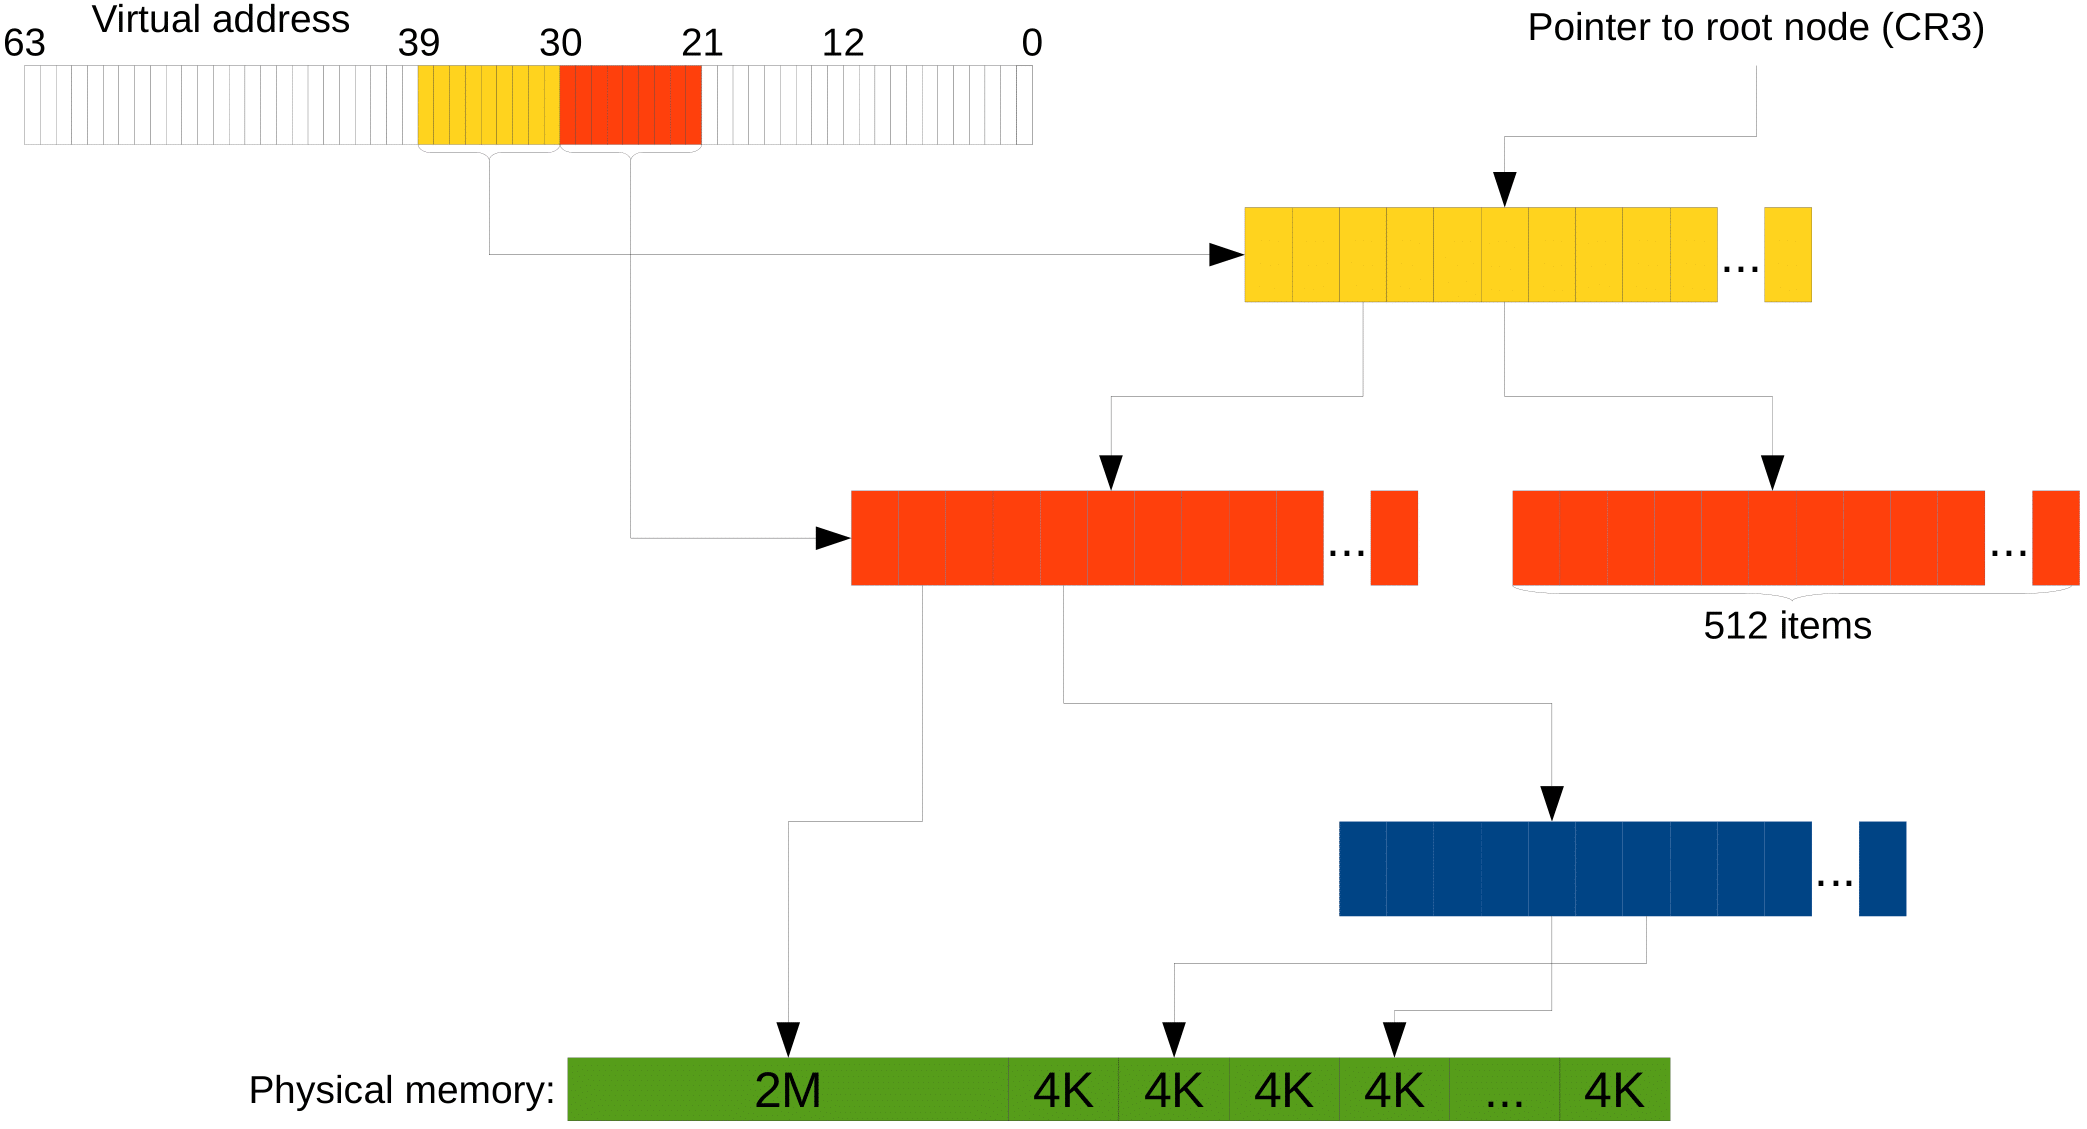 Virtual address
Pointer to root node (CR3)
63 39 30 21 12 0
...
... ...
512 items
...
Physical memory: 2M 4K 4K 4K 4K ... 4K